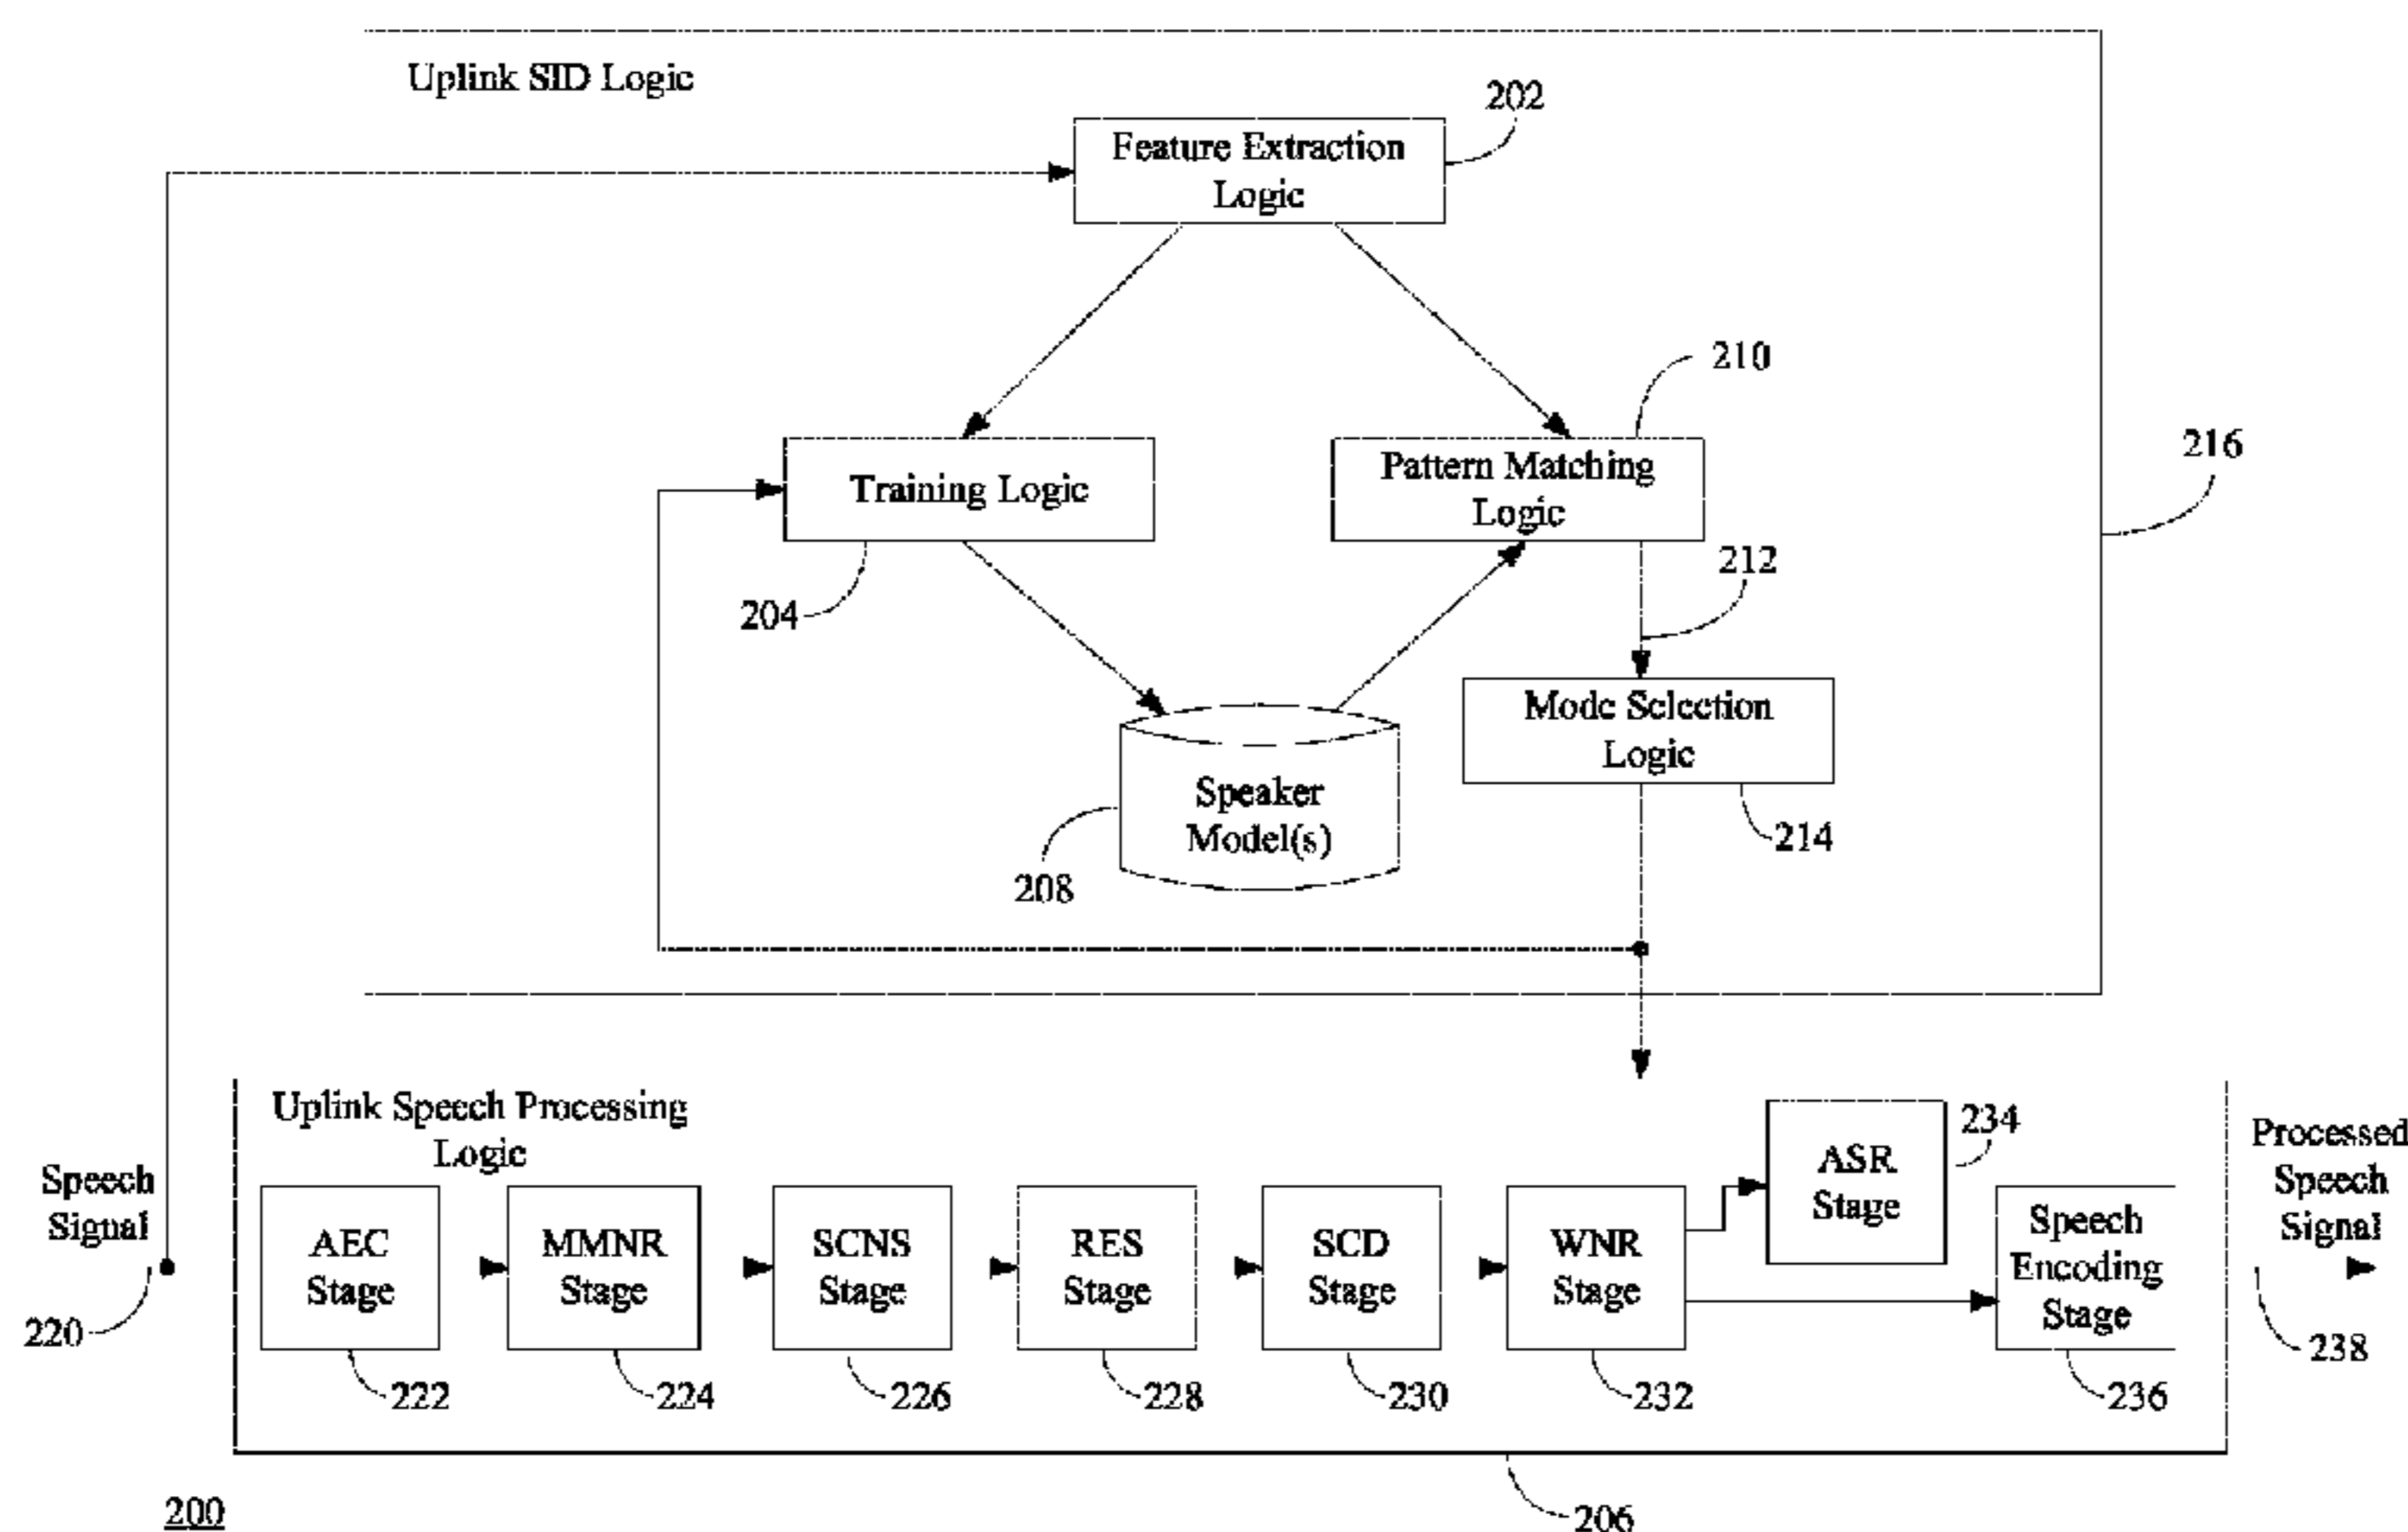 Uplink SID Logic
202
Feature Extraction
Logic
210
216
Training Logic
Pattern Matching
Logic
212
204
Mode Selection
Logic
Speaker
Model(s)
208
214
Uplink Speech Processing
Logic
Speech
Signal
220
AEC
Stage
222
MMNR
Stage
224
SCNS
Stage
226
RES
Stage
228
SCD
Stage
230
WNR
Stage
232
ASR
Stage
234
Speech
Encoding
Stage
236
Processed
Speech
Signal
238
200
206